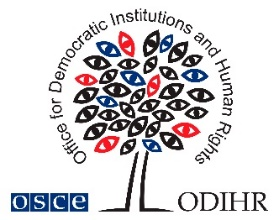 Office for Democratic Institutions and Human Rights
osce ODIHR